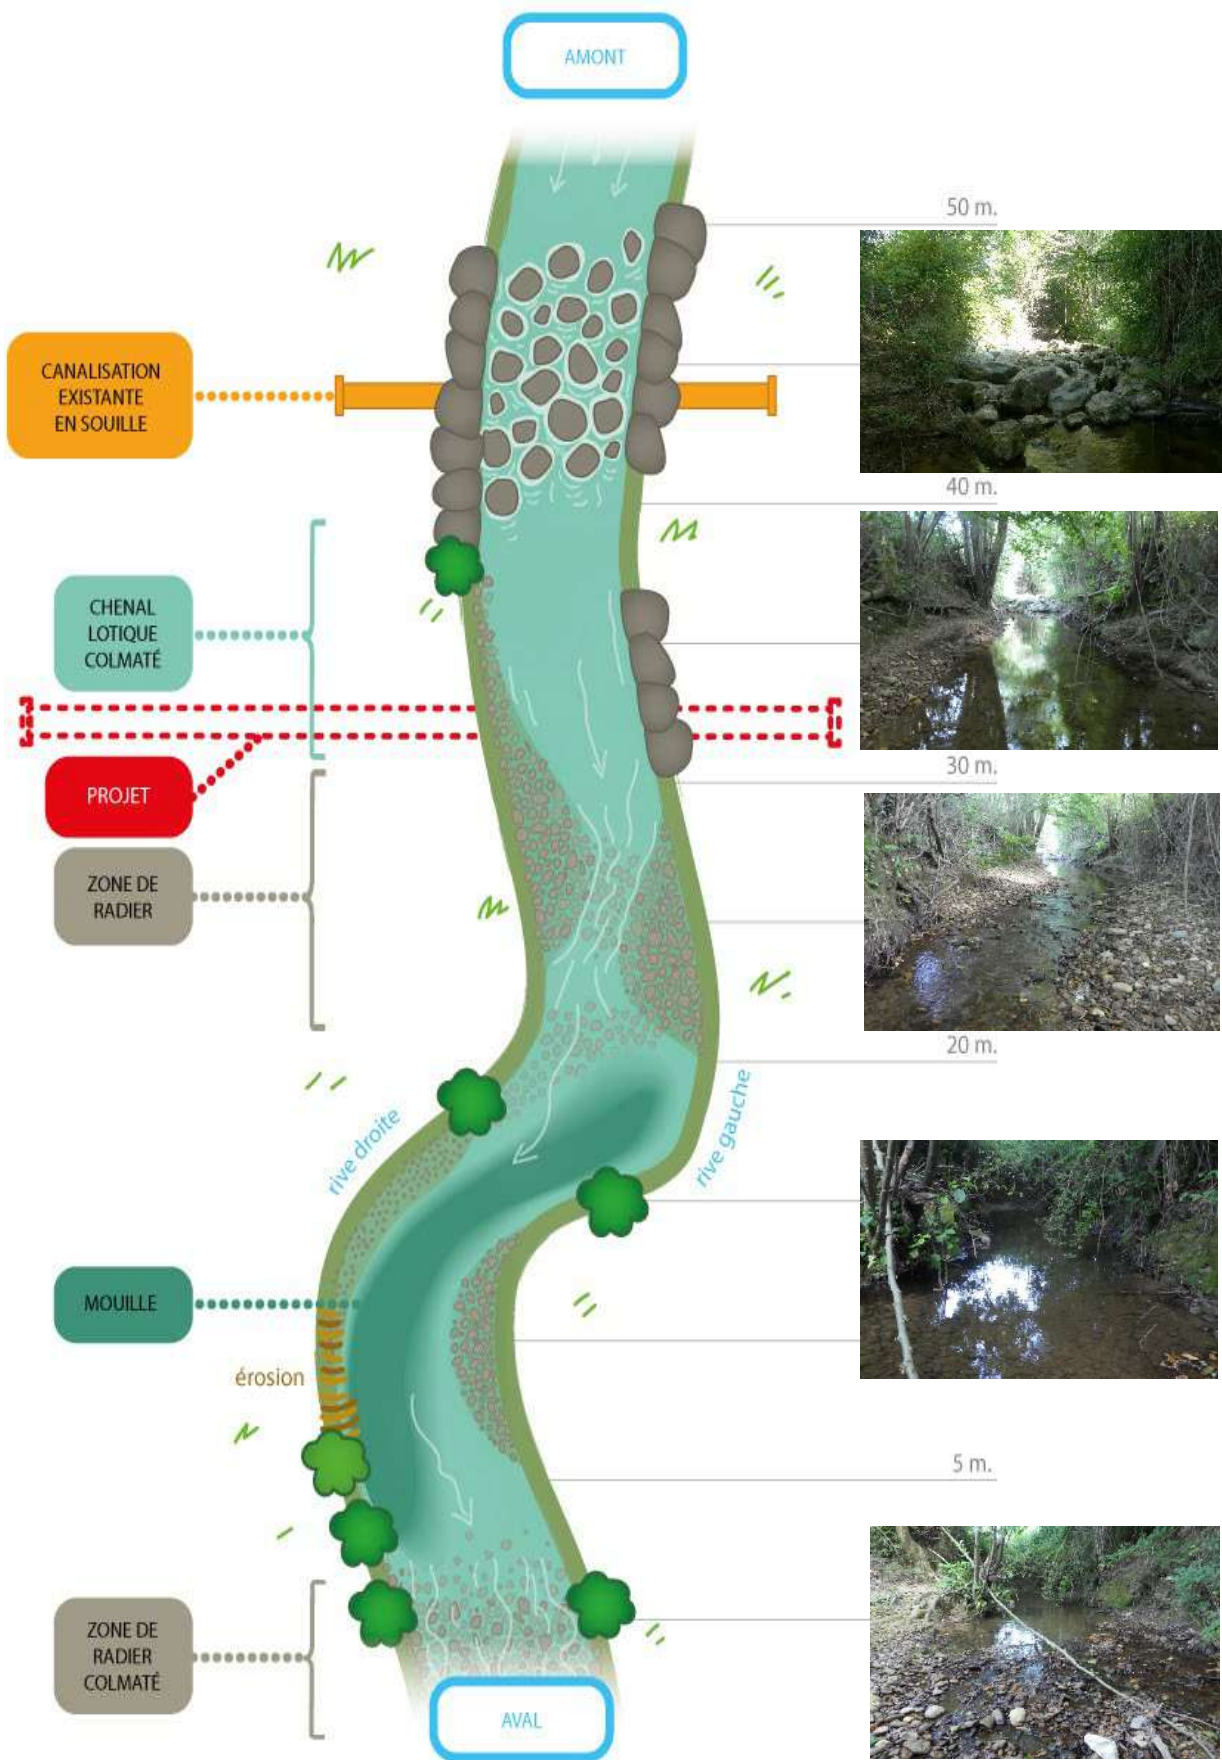 AMONT
50 m.
CANALISATION
EXISTANTE
EN SOUILLE
40 m.
CHENAL
LOTIQUE
COLMATÉ
30 m.
PROJET
ZONE DE
RADIER
20 m.
rive droite
rive gauche
MOUILLE
érosion
5 m.
ZONE DE
RADIER
COLMATÉ
AVAL